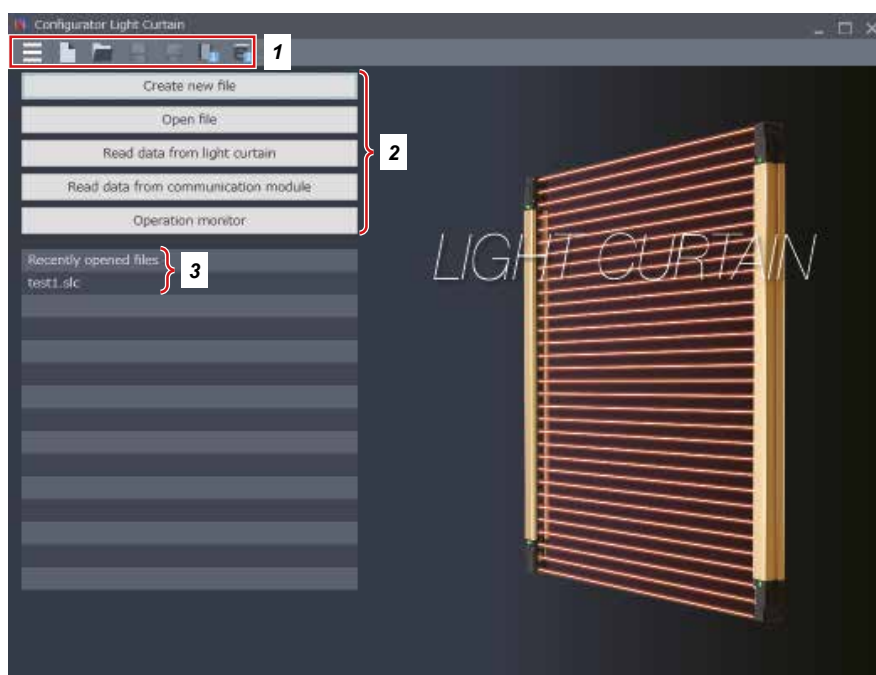 Configurator Light Curtain
1
Create new file
Open file
Read data from light curtain
Read data from communication module
Operation monitor
2
Recently opened files
test1.slc
3
LIGHT CURTAIN